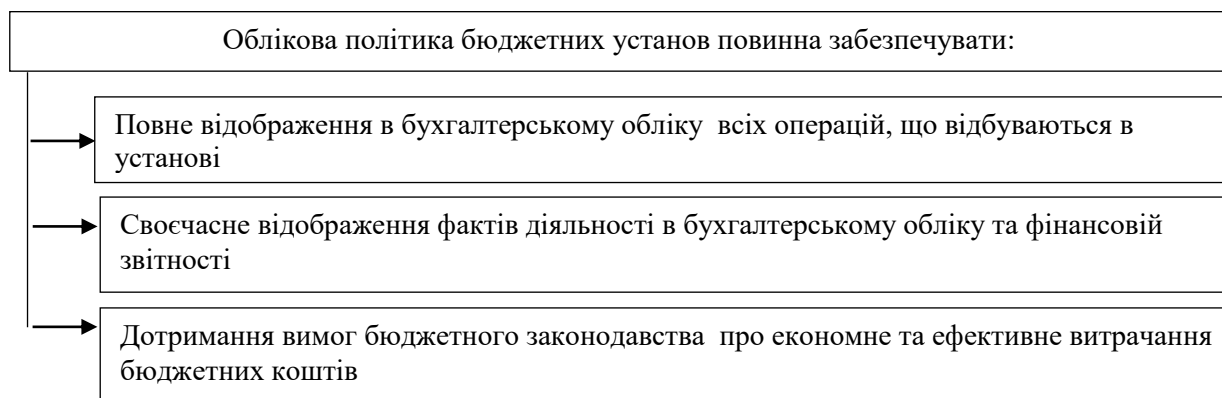 Облікова політика бюджетних установ повинна забезпечувати:
Повне відображення в бухгалтерському обліку всіх операцій, що відбуваються в
установі
Своєчасне відображення фактів діяльності в бухгалтерському обліку та фінансовій
звітності
Дотримання вимог бюджетного законодавства про економне та ефективне витрачання
бюджетних коштів